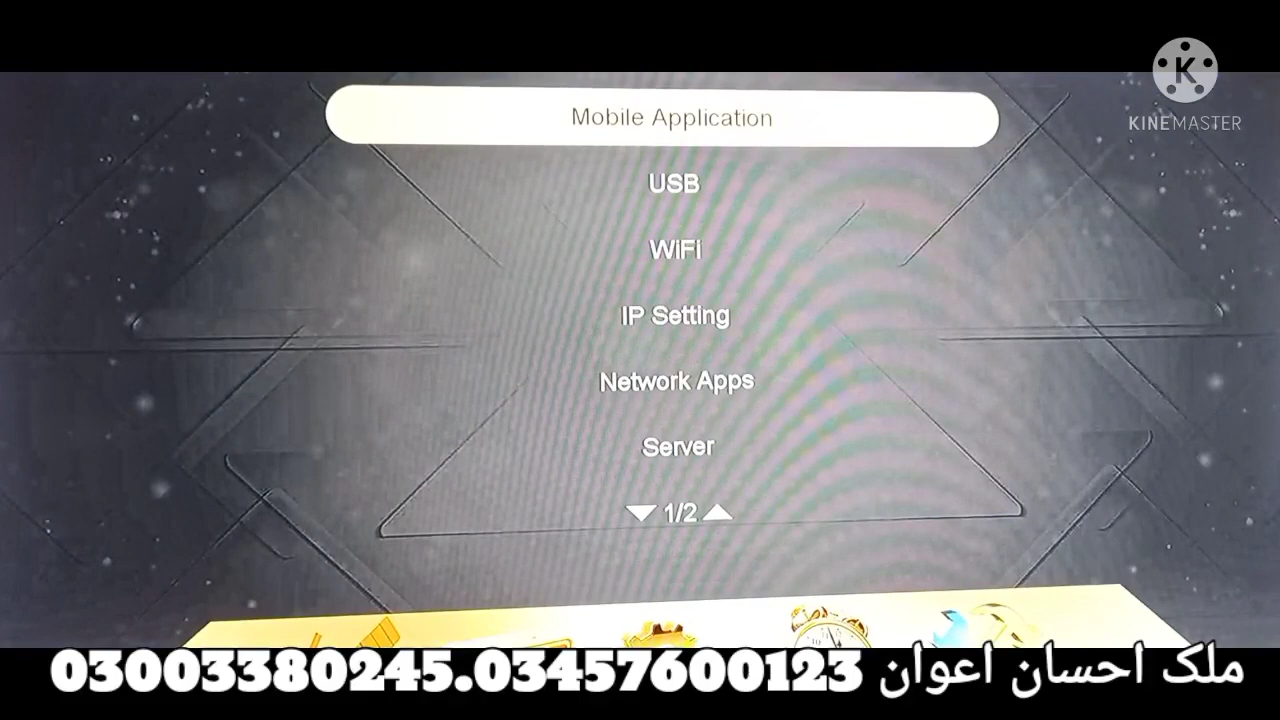 KINEMASTER
Mobile Application
USB
WiFi
IP Setting
Network Apps
Server
1/2
03003380245.03457600123 ملک احسان اعوان